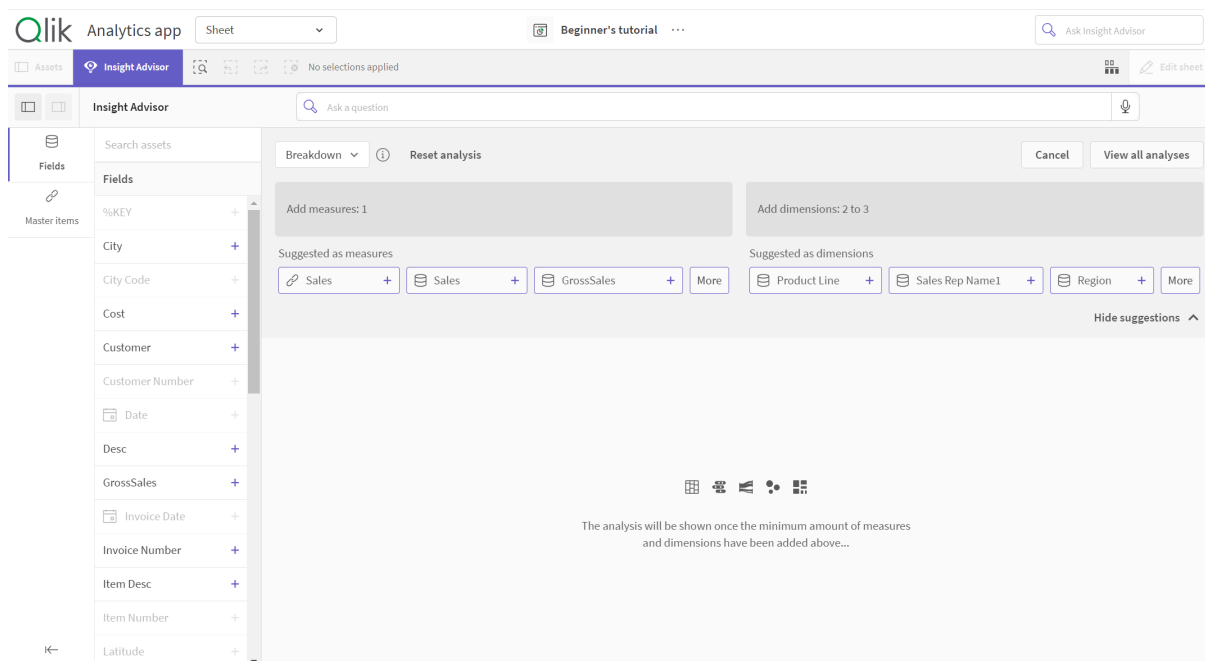 Qlik Analytics app Sheet Beginner's tutorial ... Ask Insight Advisor
Assets Insight Advisor No selections applied Edit sheet
Insight Advisor Ask a question
Fields
Master items
Search assets
Fields
%KEY
City
City Code
Cost
Customer
Customer Number
Date
Desc
GrossSales
Invoice Date
Invoice Number
Item Desc
Item Number
Latitude
Breakdown Reset analysis Cancel View all analyses
Add measures: 1 Add dimensions: 2 to 3
Suggested as measures Suggested as dimensions
Sales + Sales + GrossSales + More Product Line + Sales Rep Name1 + Region + More
Hide suggestions
The analysis will be shown once the minimum amount of measures
and dimensions have been added above...